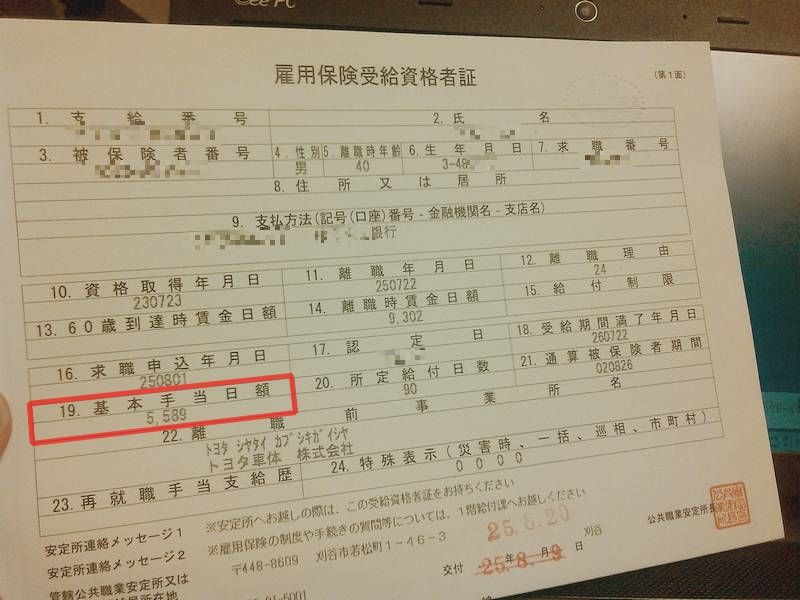 Eee PC
雇用保険受給資格者証
(第1面)
1. 支給番号
2. 氏名
3. 被保険者番号
4. 性別
男
5. 離職時年齢
40
6. 生年月日
3-48
7. 求職番号
8. 住所又は居所
9. 支払方法(記号(口座)番号-金融機関名-支店名)
銀行
10. 資格取得年月日
230723
11. 離職年月日
250722
12. 離職理由
24
13. 60歳到達時賃金日額
14. 離職時賃金日額
9,302
15. 給付制限
16. 求職申込年月日
250801
17. 認定日
18. 受給期間満了年月日
260722
19. 基本手当日額
5,589
20. 所定給付日数
90
21. 通算被保険者期間
020826
22. 離職前事業所名
トヨタ シヤタイ カブシキガイシヤ
トヨタ車体 株式会社
23. 再就職手当支給歴
24. 特殊表示(災害時、一括、巡相、市町村)
0000
安定所連絡メッセージ1
※安定所へお越しの際は、この受給資格者証をお持ちください
安定所連絡メッセージ2
※雇用保険の制度や手続きの質問等については、1階給付課へお越しください
管轄公共職業安定所又は
〒448-8609 刈谷市若松町1-46-3
25.8.20
交付 25年8月9日
刈谷
公共職業安定所長
所在地